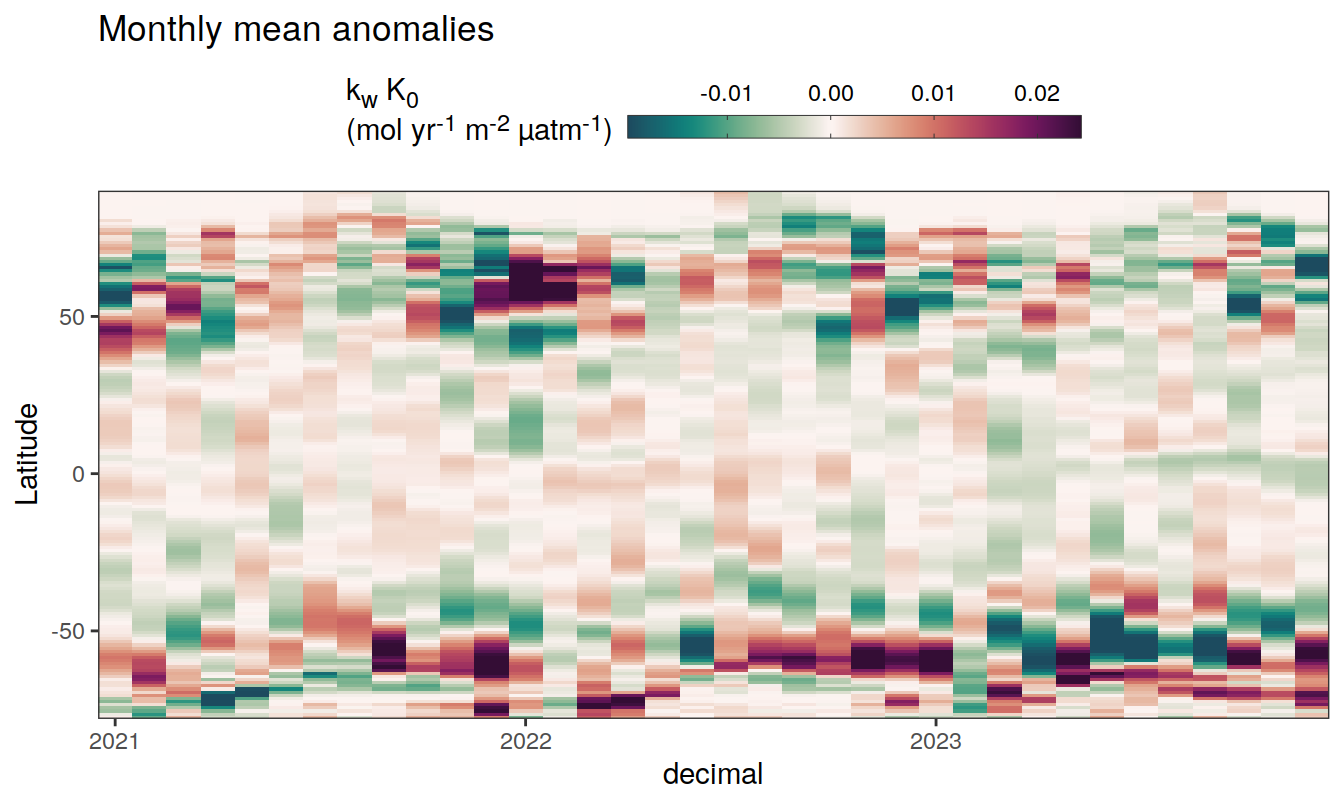 Monthly mean anomalies
k_w K_0
(mol yr⁻¹ m⁻² µatm⁻¹)
-0.01 0.00 0.01 0.02
Latitude
50
0
-50
2021 2022 2023
decimal